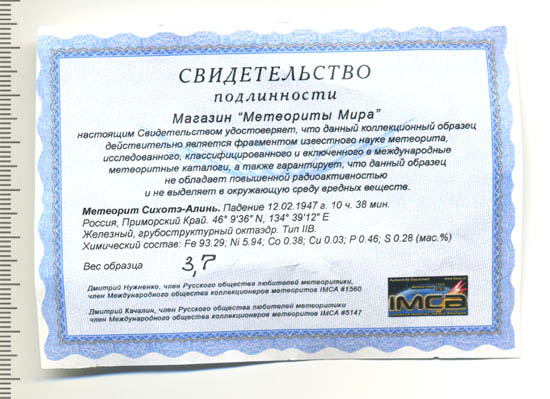 СВИДЕТЕЛЬСТВО
ПОДЛИННОСТИ
Магазин "Метеориты Мира"
настоящим Свидетельством удостоверяет, что данный коллекционный образец
действительно является фрагментом известного науке метеорита,
исследованного, классифицированного и включенного в международные
метеоритные каталоги, а также гарантирует, что данный образец
не обладает повышенной радиоактивностью
и не выделяет в окружающую среду вредных веществ.
Метеорит Сихотэ-Алинь. Падение 12.02.1947 г. 10 ч. 38 мин.
Россия, Приморский Край. 46° 9'36" N, 134° 39'12" E
Железный, грубоструктурный октаэдр. Тип IIB.
Химический состав: Fe 93.29; Ni 5.94; Co 0.38; Cu 0.03; P 0.46; S 0.28 (мас.%)
Вес образца 3,7
Дмитрий Нужненко, член Русского общества любителей метеоритики,
член Международного общества коллекционеров метеоритов IMCA #1560
Дмитрий Качалин, член Русского общества любителей метеоритики
член Международного общества коллекционеров метеоритов IMCA #5147
IMCA